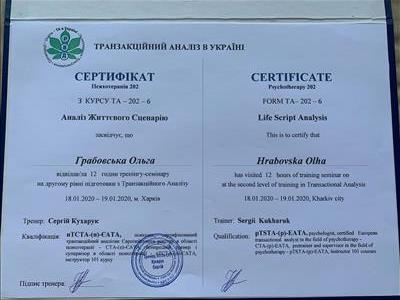 ТРАНЗАКЦІЙНИЙ АНАЛІЗ В УКРАЇНІ
СЕРТИФІКАТ
Психотерапія 202
З КУРСУ ТА – 202 – 6
Аналіз Життєвого Сценарію
засвідчує, що
Грабовська Ольга
відвідав/ла 12 годин тренінгу-семінару
на другому рівні підготовки з Транзакційного Аналізу
18.01.2020 – 19.01.2020, м. Харків
Тренер: Сергій Кухарук
Кваліфікація:
Підпис тренера:
CERTIFICATE
Psychotherapy 202
FORM TA– 202 – 6
Life Script Analysis
This is to certify that
Hrabovska Olha
has visited 12 hours of training seminar on
at the second level of training in Transactional Analysis
18.01.2020 – 19.01.2020, Kharkiv city
Trainer: Sergii Kukharuk
Qualification: pTSTA-(p)-EATA, psychologist, certified European
transactional analyst in the field of psychotherapy
- CTA-(p)-EATA, provisional and supervisor in the field of
psychotherapy - pTSTA-(p)-EATA, instructor 101 courses